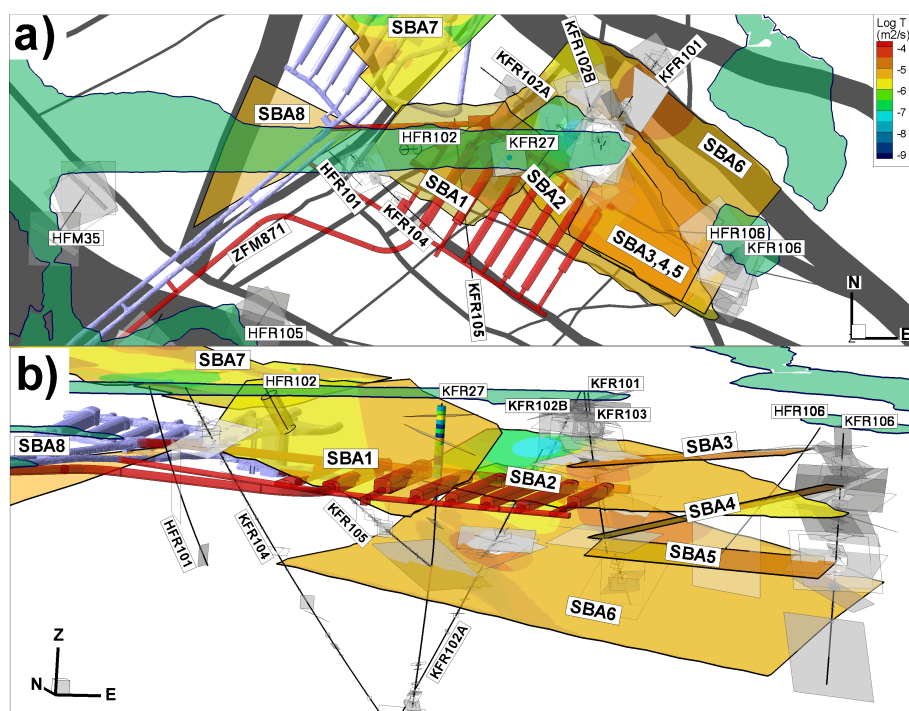 a)
SBA7
KFR102B
KFR101
Log T
(m2/s)
-4
-5
-6
-7
-8
-9
KFR102A
SBA8
HFR102
KFR27
SBA6
HFR101
SBA1
SBA2
KFR104
HFM35
ZFM871
SBA3,4,5
HFR106
KFR106
HFR105
KFR105
N
E
b)
SBA7
HFR102
KFR27
KFR101
KFR102B
KFR103
HFR106
KFR106
SBA8
SBA1
SBA2
SBA3
SBA4
SBA5
HFR101
KFR104
KFR105
SBA6
KFR102A
Z
N
E